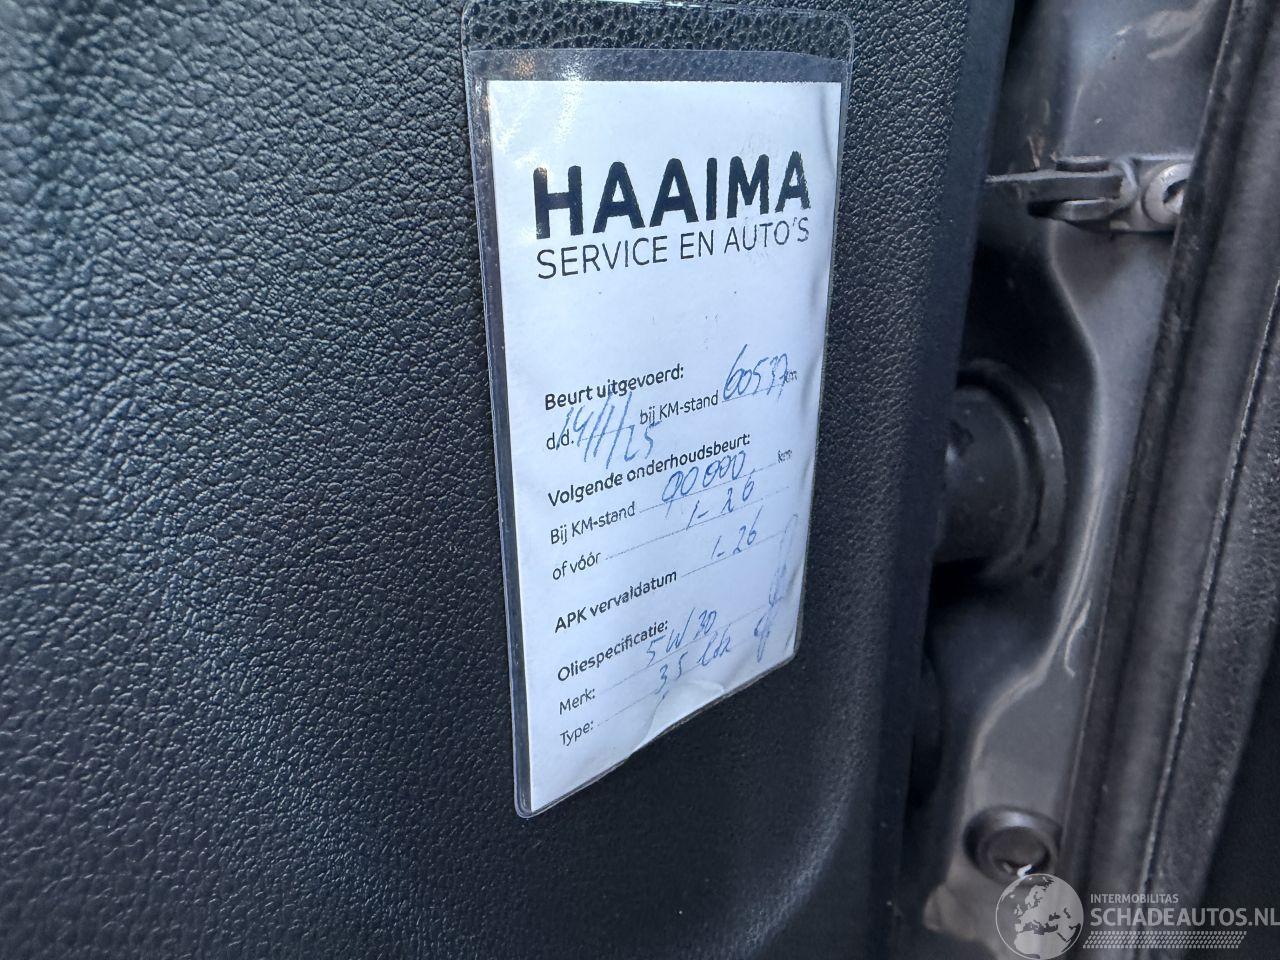 HAAIMA
SERVICE EN AUTO'S
Beurt uitgevoerd:
d.d. 14/1/25 bij KM-stand 60537 km
Volgende onderhoudsbeurt:
Bij KM-stand 90000 km
of vóór 1-26
APK vervaldatum 1-26
Oliespecificatie:
5W30
Merk: 3,5
Type:
INTERMOBILITAS
SCHADEAUTOS.NL